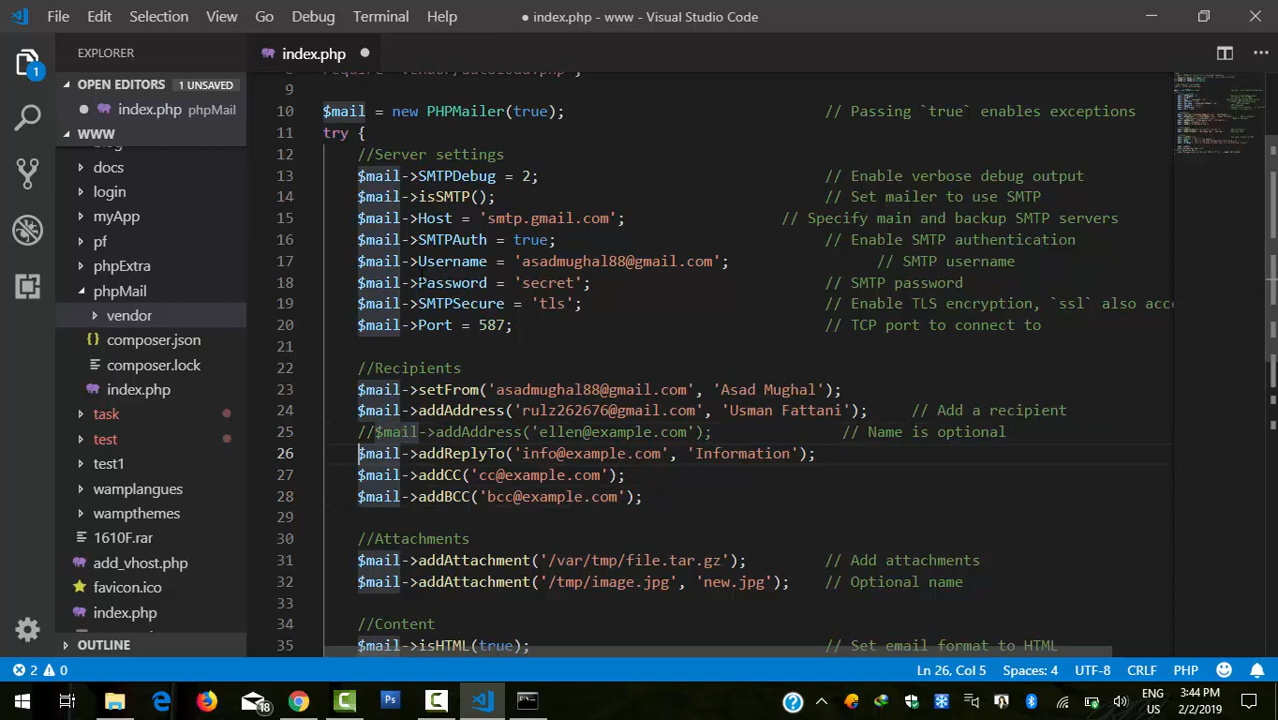 File Edit Selection View Go Debug Terminal Help
● index.php - www - Visual Studio Code
EXPLORER
index.php ●
OPEN EDITORS 1 UNSAVED
● index.php phpMail
WWW
docs
login
myApp
pf
phpExtra
phpMail
vendor
composer.json
composer.lock
index.php
task
test
test1
wamplangues
wampthemes
1610F.rar
add_vhost.php
favicon.ico
index.php
OUTLINE
1
9
10 $mail = new PHPMailer(true); // Passing `true` enables exceptions
11 try {
12 //Server settings
13 $mail->SMTPDebug = 2; // Enable verbose debug output
14 $mail->isSMTP(); // Set mailer to use SMTP
15 $mail->Host = 'smtp.gmail.com'; // Specify main and backup SMTP servers
16 $mail->SMTPAuth = true; // Enable SMTP authentication
17 $mail->Username = 'asadmughal88@gmail.com'; // SMTP username
18 $mail->Password = 'secret'; // SMTP password
19 $mail->SMTPSecure = 'tls'; // Enable TLS encryption, `ssl` also acc
20 $mail->Port = 587; // TCP port to connect to
21
22 //Recipients
23 $mail->setFrom('asadmughal88@gmail.com', 'Asad Mughal');
24 $mail->addAddress('rulz262676@gmail.com', 'Usman Fattani'); // Add a recipient
25 //$mail->addAddress('ellen@example.com'); // Name is optional
26 $mail->addReplyTo('info@example.com', 'Information');
27 $mail->addCC('cc@example.com');
28 $mail->addBCC('bcc@example.com');
29
30 //Attachments
31 $mail->addAttachment('/var/tmp/file.tar.gz'); // Add attachments
32 $mail->addAttachment('/tmp/image.jpg', 'new.jpg'); // Optional name
33
34 //Content
35 $mail->isHTML(true); // Set email format to HTML
2 0 Ln 26, Col 5 Spaces: 4 UTF-8 CRLF PHP
18 Ps ENG 3:44 PM
US 2/2/2019